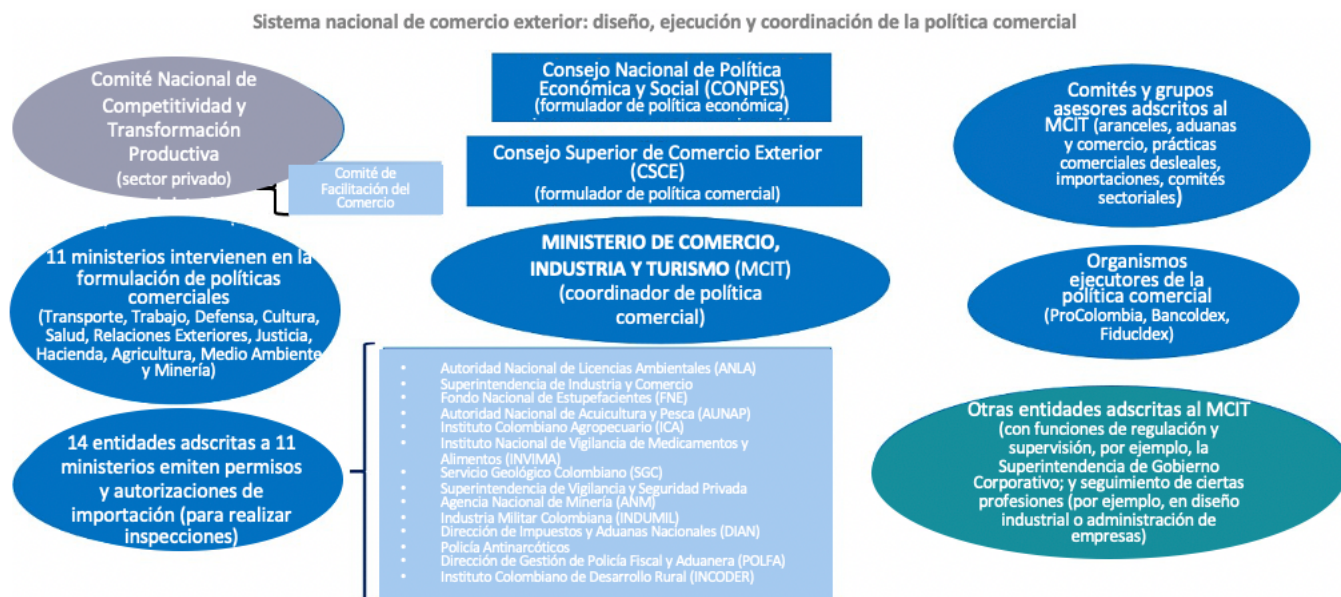 Sistema nacional de comercio exterior: diseño, ejecución y coordinación de la política comercial
Comité Nacional de
Competitividad y
Transformación
Productiva
(sector privado)
Comité de
Facilitación del
Comercio
11 ministerios intervienen en la
formulación de políticas
comerciales
(Transporte, Trabajo, Defensa, Cultura,
Salud, Relaciones Exteriores, Justicia,
Hacienda, Agricultura, Medio Ambiente
y Minería)
14 entidades adscritas a 11
ministerios emiten permisos
y autorizaciones de
importación (para realizar
inspecciones)
Consejo Nacional de Política
Económica y Social (CONPES)
(formulador de política económica)
Consejo Superior de Comercio Exterior
(CSCE)
(formulador de política comercial)
MINISTERIO DE COMERCIO,
INDUSTRIA Y TURISMO (MCIT)
(coordinador de política
comercial)
• Autoridad Nacional de Licencias Ambientales (ANLA)
• Superintendencia de Industria y Comercio
• Fondo Nacional de Estupefacientes (FNE)
• Autoridad Nacional de Acuicultura y Pesca (AUNAP)
• Instituto Colombiano Agropecuario (ICA)
• Instituto Nacional de Vigilancia de Medicamentos y
Alimentos (INVIMA)
• Servicio Geológico Colombiano (SGC)
• Superintendencia de Vigilancia y Seguridad Privada
• Agencia Nacional de Minería (ANM)
• Industria Militar Colombiana (INDUMIL)
• Dirección de Impuestos y Aduanas Nacionales (DIAN)
• Policía Antinarcóticos
• Dirección de Gestión de Policía Fiscal y Aduanera (POLFA)
• Instituto Colombiano de Desarrollo Rural (INCODER)
Comités y grupos
asesores adscritos al
MCIT (aranceles, aduanas
y comercio, prácticas
comerciales desleales,
importaciones, comités
sectoriales)
Organismos
ejecutores de la
política comercial
(ProColombia, Bancoldex,
Fiducldex)
Otras entidades adscritas al MCIT
(con funciones de regulación y
supervisión, por ejemplo, la
Superintendencia de Gobierno
Corporativo; y seguimiento de ciertas
profesiones (por ejemplo, en diseño
industrial o administración de
empresas)